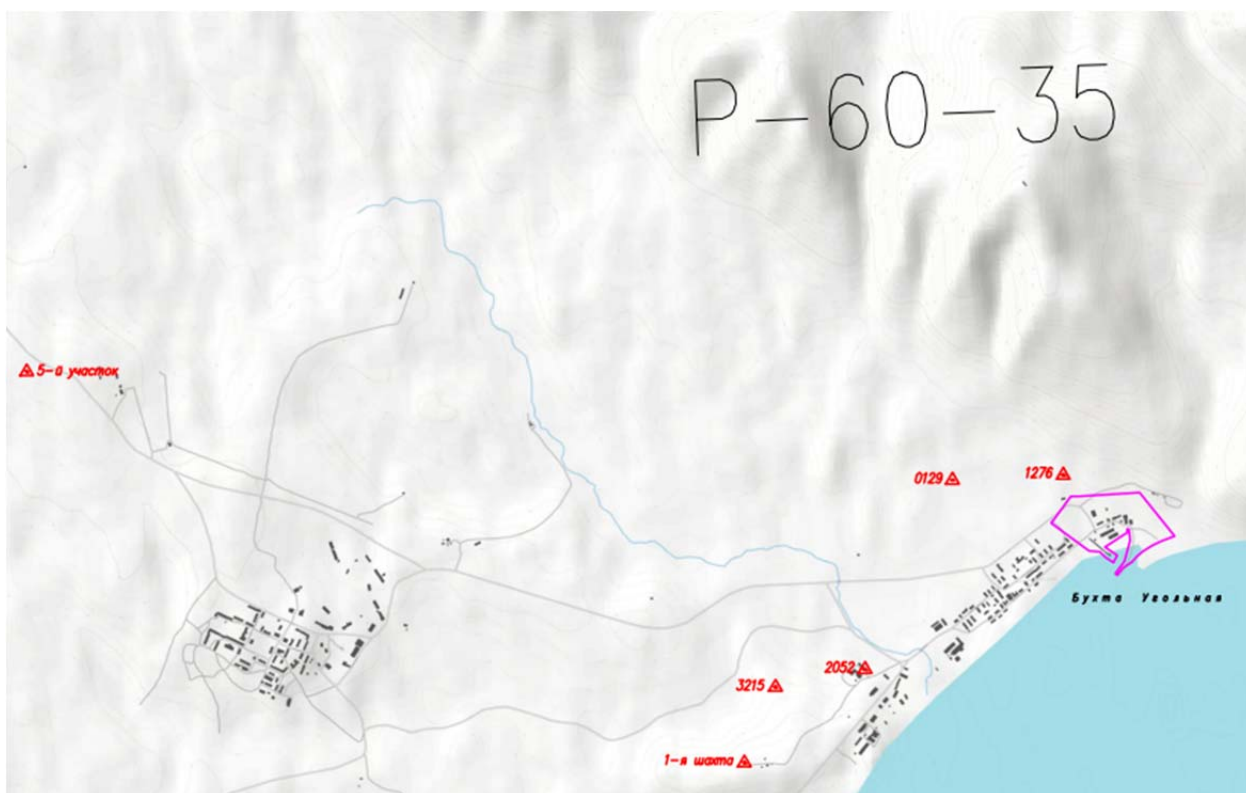 P-60-35
5-й участок
0129
1276
Бухта Угольная
2052
3215
1-я шахта